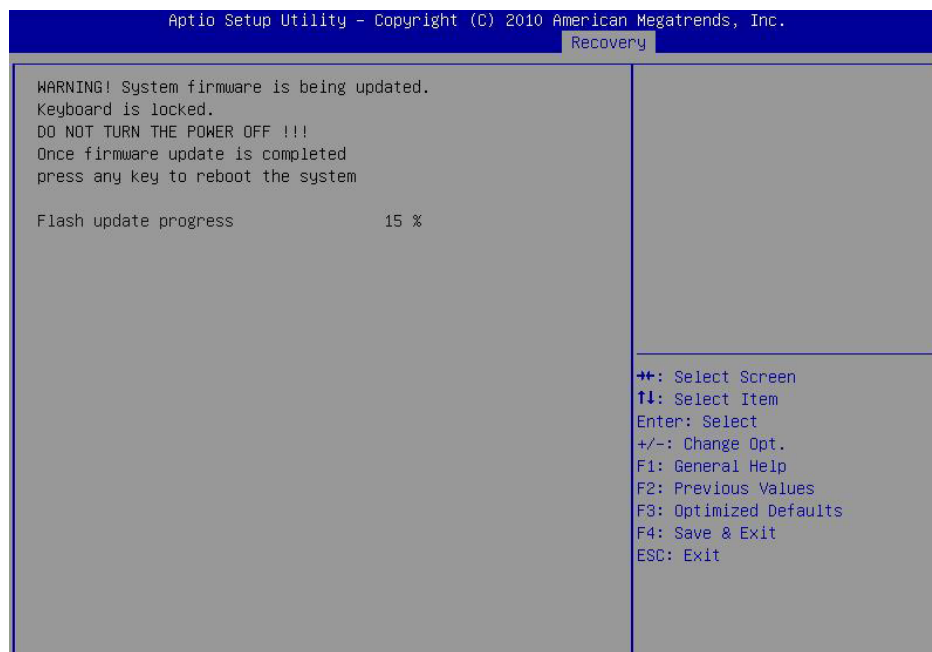 Aptio Setup Utility – Copyright (C) 2010 American Megatrends, Inc.
Recovery
WARNING! System firmware is being updated.
Keyboard is locked.
DO NOT TURN THE POWER OFF !!!
Once firmware update is completed
press any key to reboot the system
Flash update progress 15 %
→←: Select Screen
↑↓: Select Item
Enter: Select
+/-: Change Opt.
F1: General Help
F2: Previous Values
F3: Optimized Defaults
F4: Save & Exit
ESC: Exit